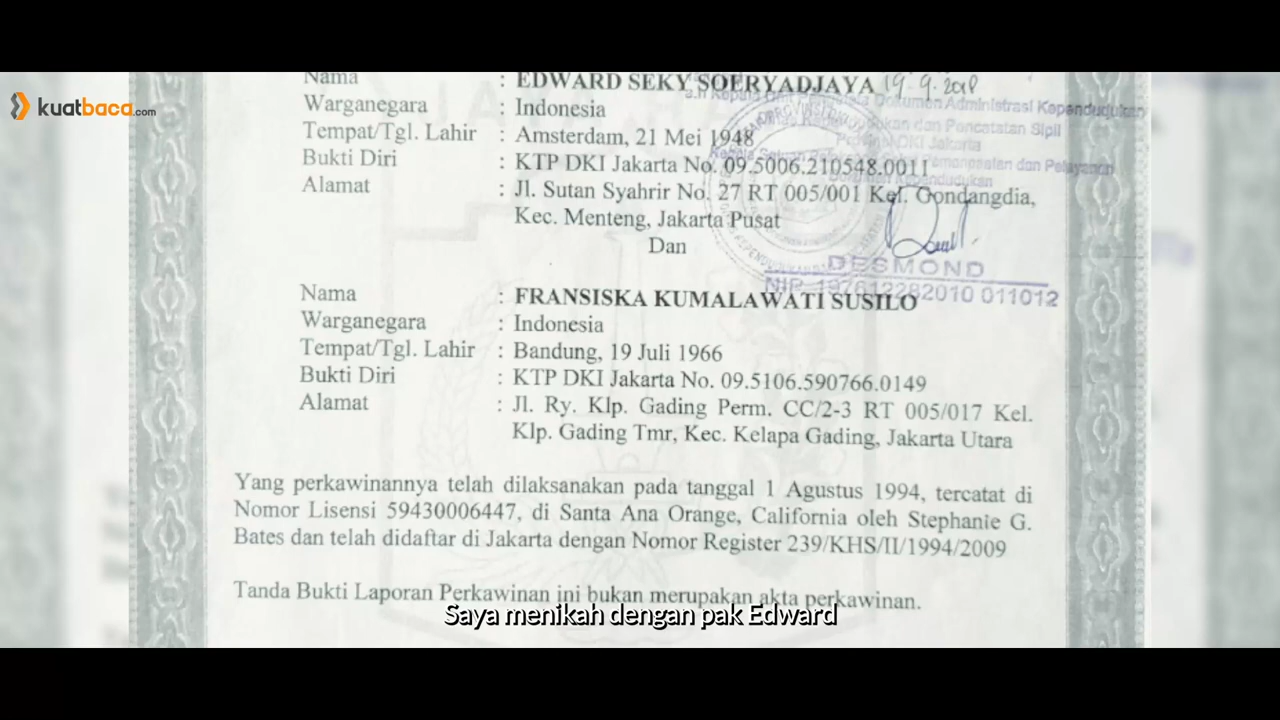 kuatbaca.com
Nama : EDWARD SEKY SOERYADJAYA 19.9.2018
Warganegara : Indonesia
Tempat/Tgl. Lahir : Amsterdam, 21 Mei 1948
Bukti Diri : KTP DKI Jakarta No. 09.5006.210548.0011
Alamat : Jl. Sutan Syahrir No. 27 RT 005/001 Kel. Gondangdia,
Kec. Menteng, Jakarta Pusat
Dan
DESMOND
NIP. 197612282010 011012
Nama : FRANSISKA KUMALAWATI SUSILO
Warganegara : Indonesia
Tempat/Tgl. Lahir : Bandung, 19 Juli 1966
Bukti Diri : KTP DKI Jakarta No. 09.5106.590766.0149
Alamat : Jl. Ry. Klp. Gading Perm. CC/2-3 RT 005/017 Kel.
Klp. Gading Tmr, Kec. Kelapa Gading, Jakarta Utara
Yang perkawinannya telah dilaksanakan pada tanggal 1 Agustus 1994, tercatat di
Nomor Lisensi 59430006447, di Santa Ana Orange, California oleh Stephanie G.
Bates dan telah didaftar di Jakarta dengan Nomor Register 239/KHS/II/1994/2009
Tanda Bukti Laporan Perkawinan ini bukan merupakan akta perkawinan.
Saya menikah dengan pak Edward